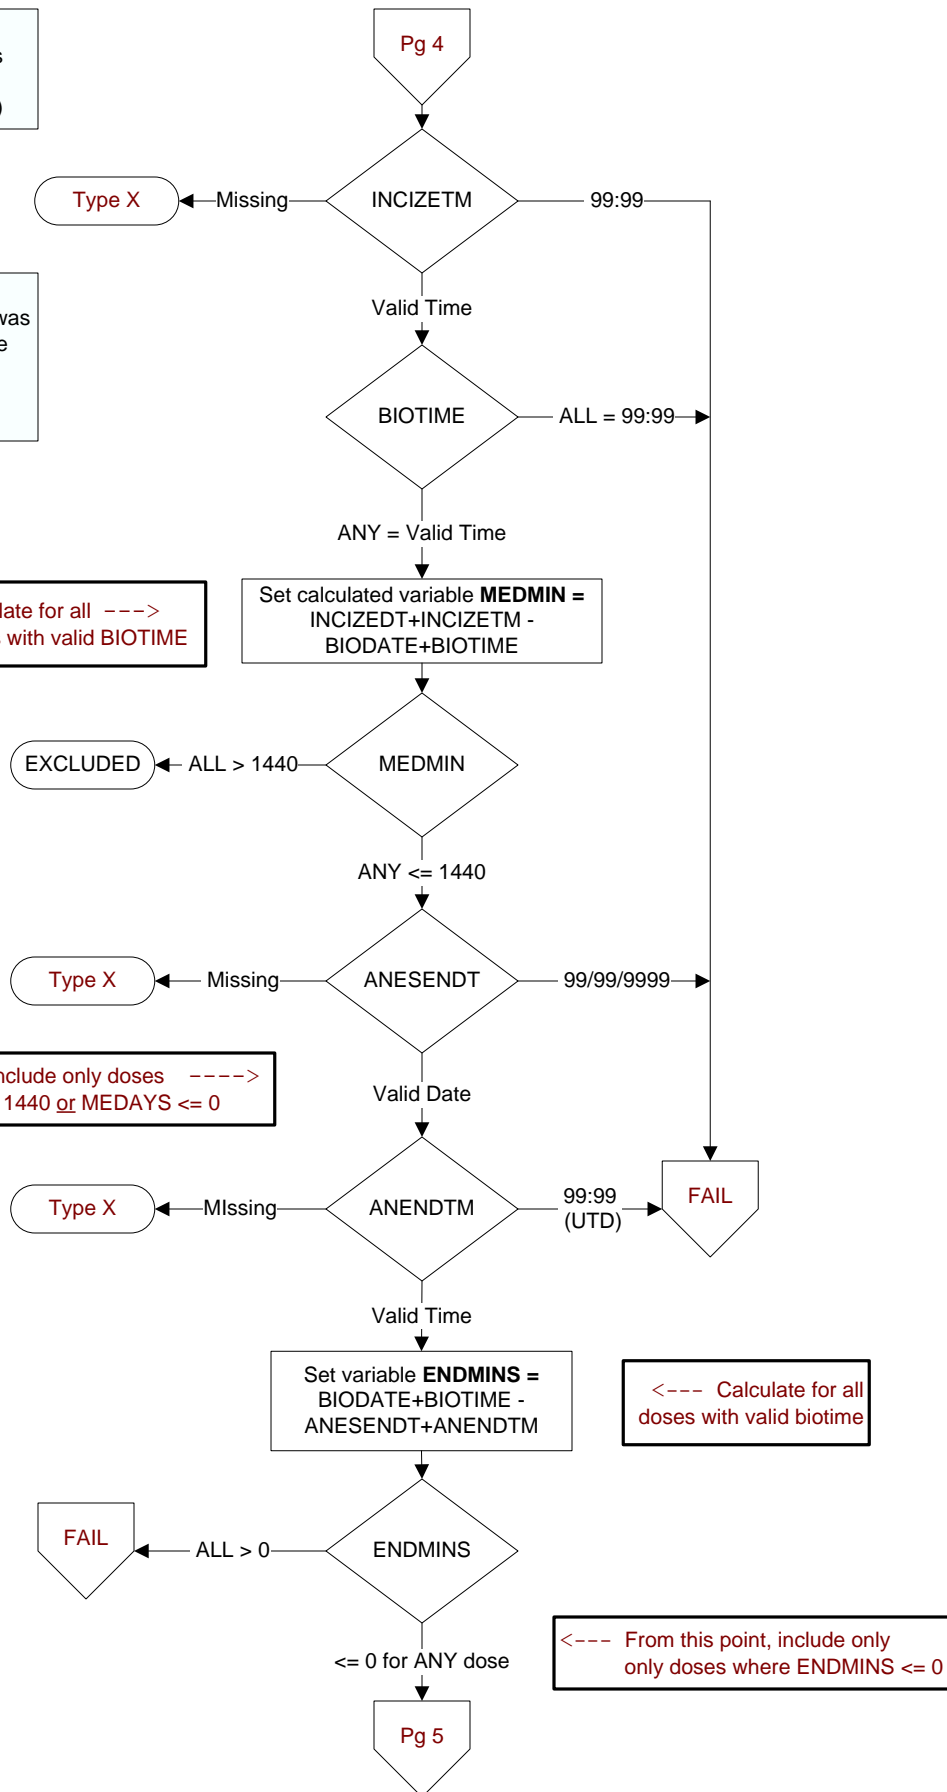 Pg 4
s
)
INCIZETM
Type X
Missing
99:99
Valid Time
was
e
BIOTIME
ALL = 99:99
ANY = Valid Time
Set calculated variable MEDMIN =
INCIZEDT+INCIZETM -
BIODATE+BIOTIME
late for all --->
s with valid BIOTIME
EXCLUDED
ALL > 1440
MEDMIN
ANY <= 1440
Type X
Missing
ANESENDT
99/99/9999
nclude only doses ---->
1440 or MEDAYS <= 0
Valid Date
Type X
MIssing
ANENDTM
99:99
(UTD)
FAIL
Valid Time
Set variable ENDMINS =
BIODATE+BIOTIME -
ANESENDT+ANENDTM
<--- Calculate for all
doses with valid biotime
FAIL
ALL > 0
ENDMINS
<= 0 for ANY dose
<--- From this point, include only
only doses where ENDMINS <= 0
Pg 5